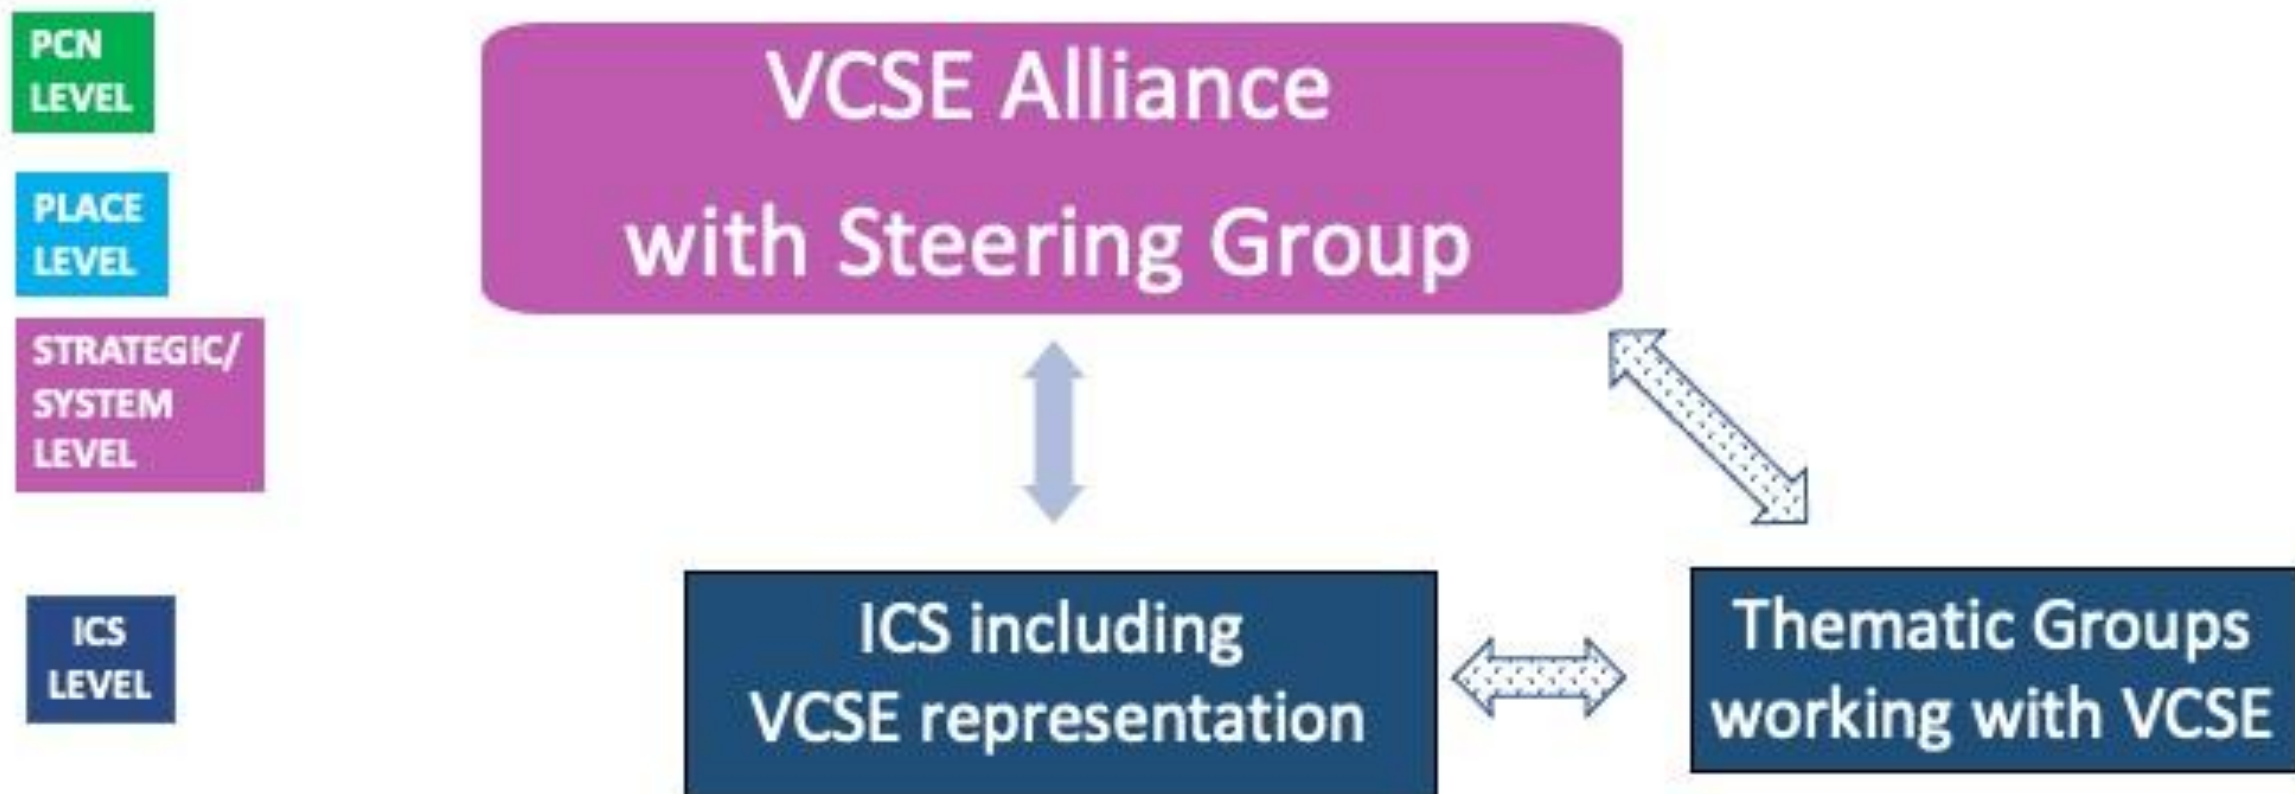 PCN
LEVEL
PLACE
LEVEL
STRATEGIC/
SYSTEM
LEVEL
ICS
LEVEL
VCSE Alliance
with Steering Group
ICS including
VCSE representation
Thematic Groups
working with VCSE